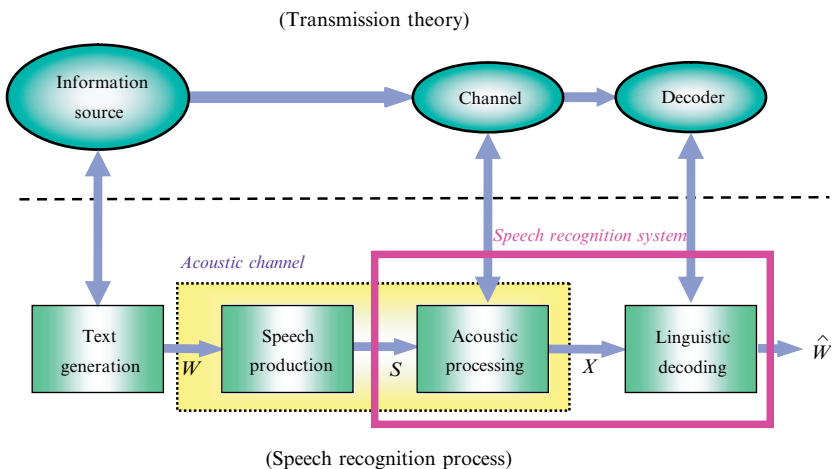 (Transmission theory)
Information
source
Channel
Decoder
Speech recognition system
Acoustic channel
Text
generation
Speech
production
Acoustic
processing
Linguistic
decoding
W
S
X
Ŵ
(Speech recognition process)